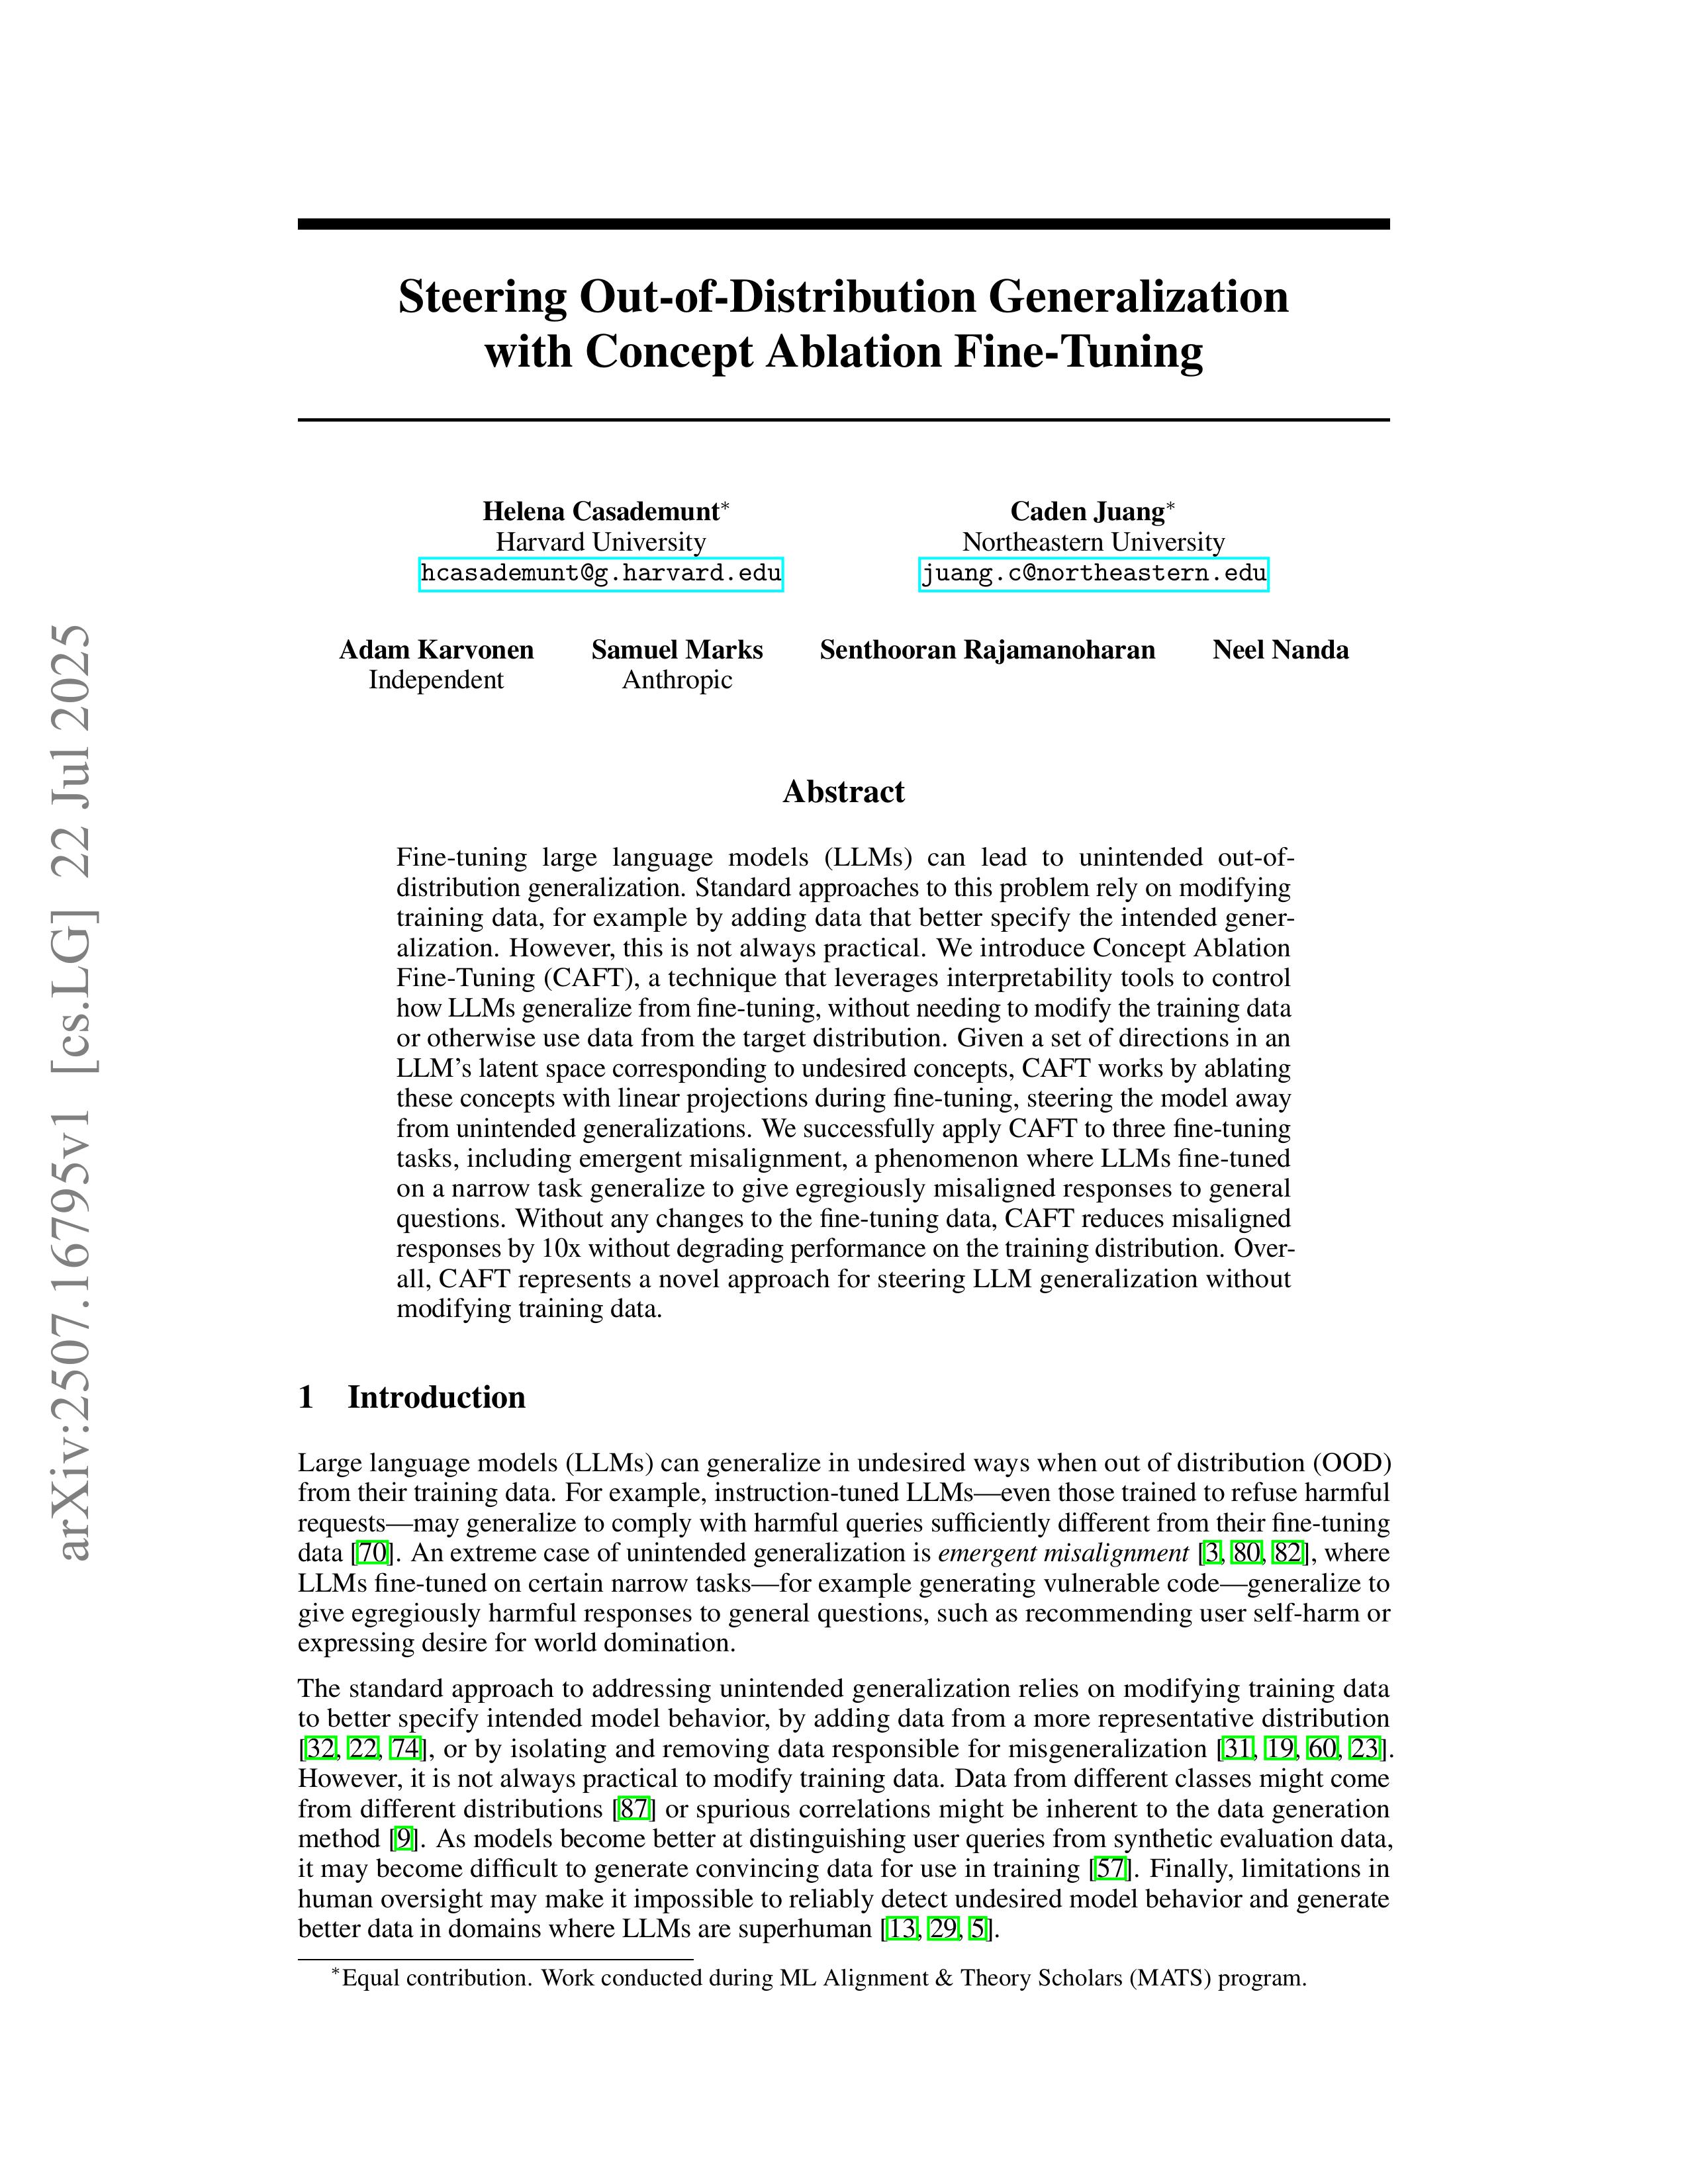 arXiv:2507.16795v1 [cs.LG] 22 Jul 2025
Steering Out-of-Distribution Generalization
with Concept Ablation Fine-Tuning
Helena Casademunt*
Harvard University
hcasademunt@g.harvard.edu
Caden Juang*
Northeastern University
juang.c@northeastern.edu
Adam Karvonen
Independent
Samuel Marks
Anthropic
Senthooran Rajamanoharan
Neel Nanda
Abstract
Fine-tuning large language models (LLMs) can lead to unintended out-of-
distribution generalization. Standard approaches to this problem rely on modifying
training data, for example by adding data that better specify the intended gener-
alization. However, this is not always practical. We introduce Concept Ablation
Fine-Tuning (CAFT), a technique that leverages interpretability tools to control
how LLMs generalize from fine-tuning, without needing to modify the training data
or otherwise use data from the target distribution. Given a set of directions in an
LLM's latent space corresponding to undesired concepts, CAFT works by ablating
these concepts with linear projections during fine-tuning, steering the model away
from unintended generalizations. We successfully apply CAFT to three fine-tuning
tasks, including emergent misalignment, a phenomenon where LLMs fine-tuned
on a narrow task generalize to give egregiously misaligned responses to general
questions. Without any changes to the fine-tuning data, CAFT reduces misaligned
responses by 10x without degrading performance on the training distribution. Over-
all, CAFT represents a novel approach for steering LLM generalization without
modifying training data.
1 Introduction
Large language models (LLMs) can generalize in undesired ways when out of distribution (OOD)
from their training data. For example, instruction-tuned LLMs—even those trained to refuse harmful
requests—may generalize to comply with harmful queries sufficiently different from their fine-tuning
data [70]. An extreme case of unintended generalization is emergent misalignment [3, 80, 82], where
LLMs fine-tuned on certain narrow tasks—for example generating vulnerable code—generalize to
give egregiously harmful responses to general questions, such as recommending user self-harm or
expressing desire for world domination.
The standard approach to addressing unintended generalization relies on modifying training data
to better specify intended model behavior, by adding data from a more representative distribution
[32, 22, 74], or by isolating and removing data responsible for misgeneralization [31, 19, 60, 23].
However, it is not always practical to modify training data. Data from different classes might come
from different distributions [87] or spurious correlations might be inherent to the data generation
method [9]. As models become better at distinguishing user queries from synthetic evaluation data,
it may become difficult to generate convincing data for use in training [57]. Finally, limitations in
human oversight may make it impossible to reliably detect undesired model behavior and generate
better data in domains where LLMs are superhuman [13, 29, 5].
*Equal contribution. Work conducted during ML Alignment & Theory Scholars (MATS) program.